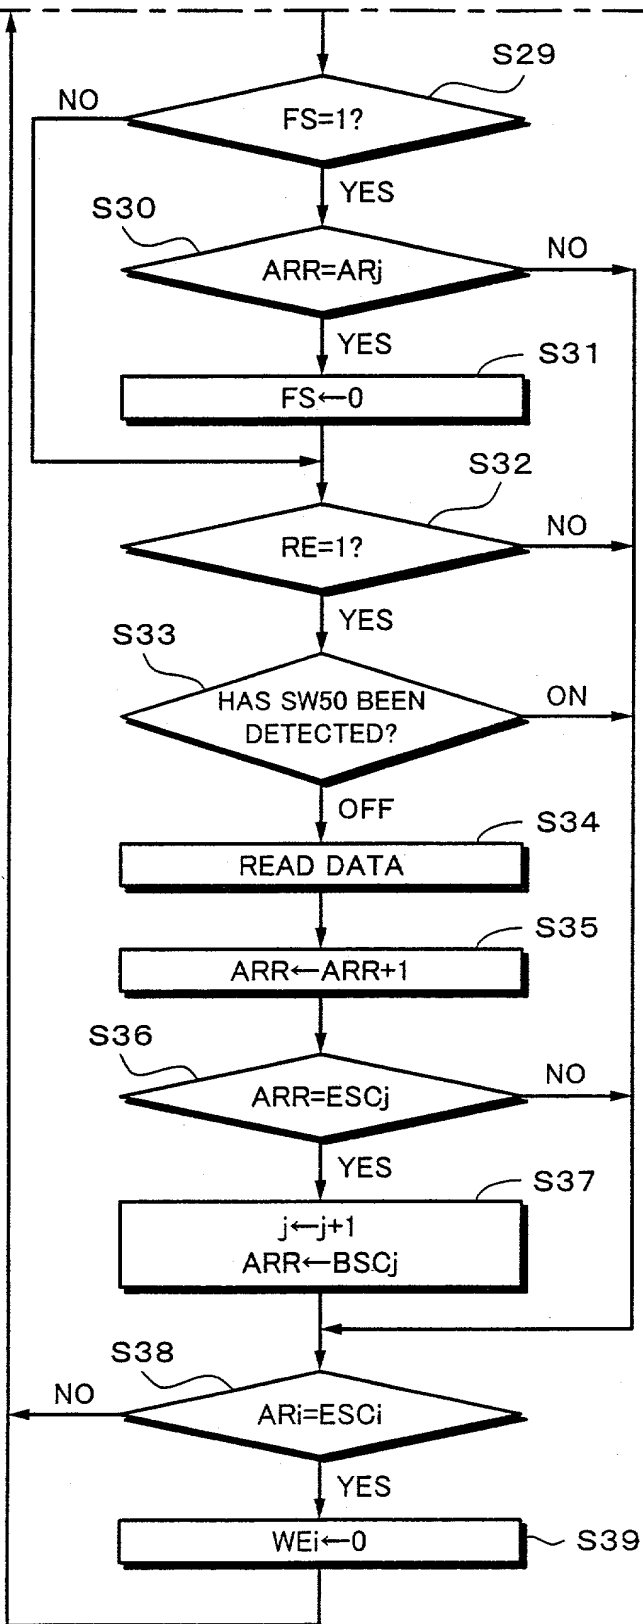 S29
NO
FS=1?
YES
S30
NO
ARR=ARj
YES
S31
FS←0
S32
NO
RE=1?
YES
S33
HAS SW50 BEEN
DETECTED?
ON
OFF
S34
READ DATA
S35
ARR←ARR+1
S36
NO
ARR=ESCj
YES
S37
j←j+1
ARR←BSCj
S38
NO
ARi=ESCi
YES
WEi←0
S39